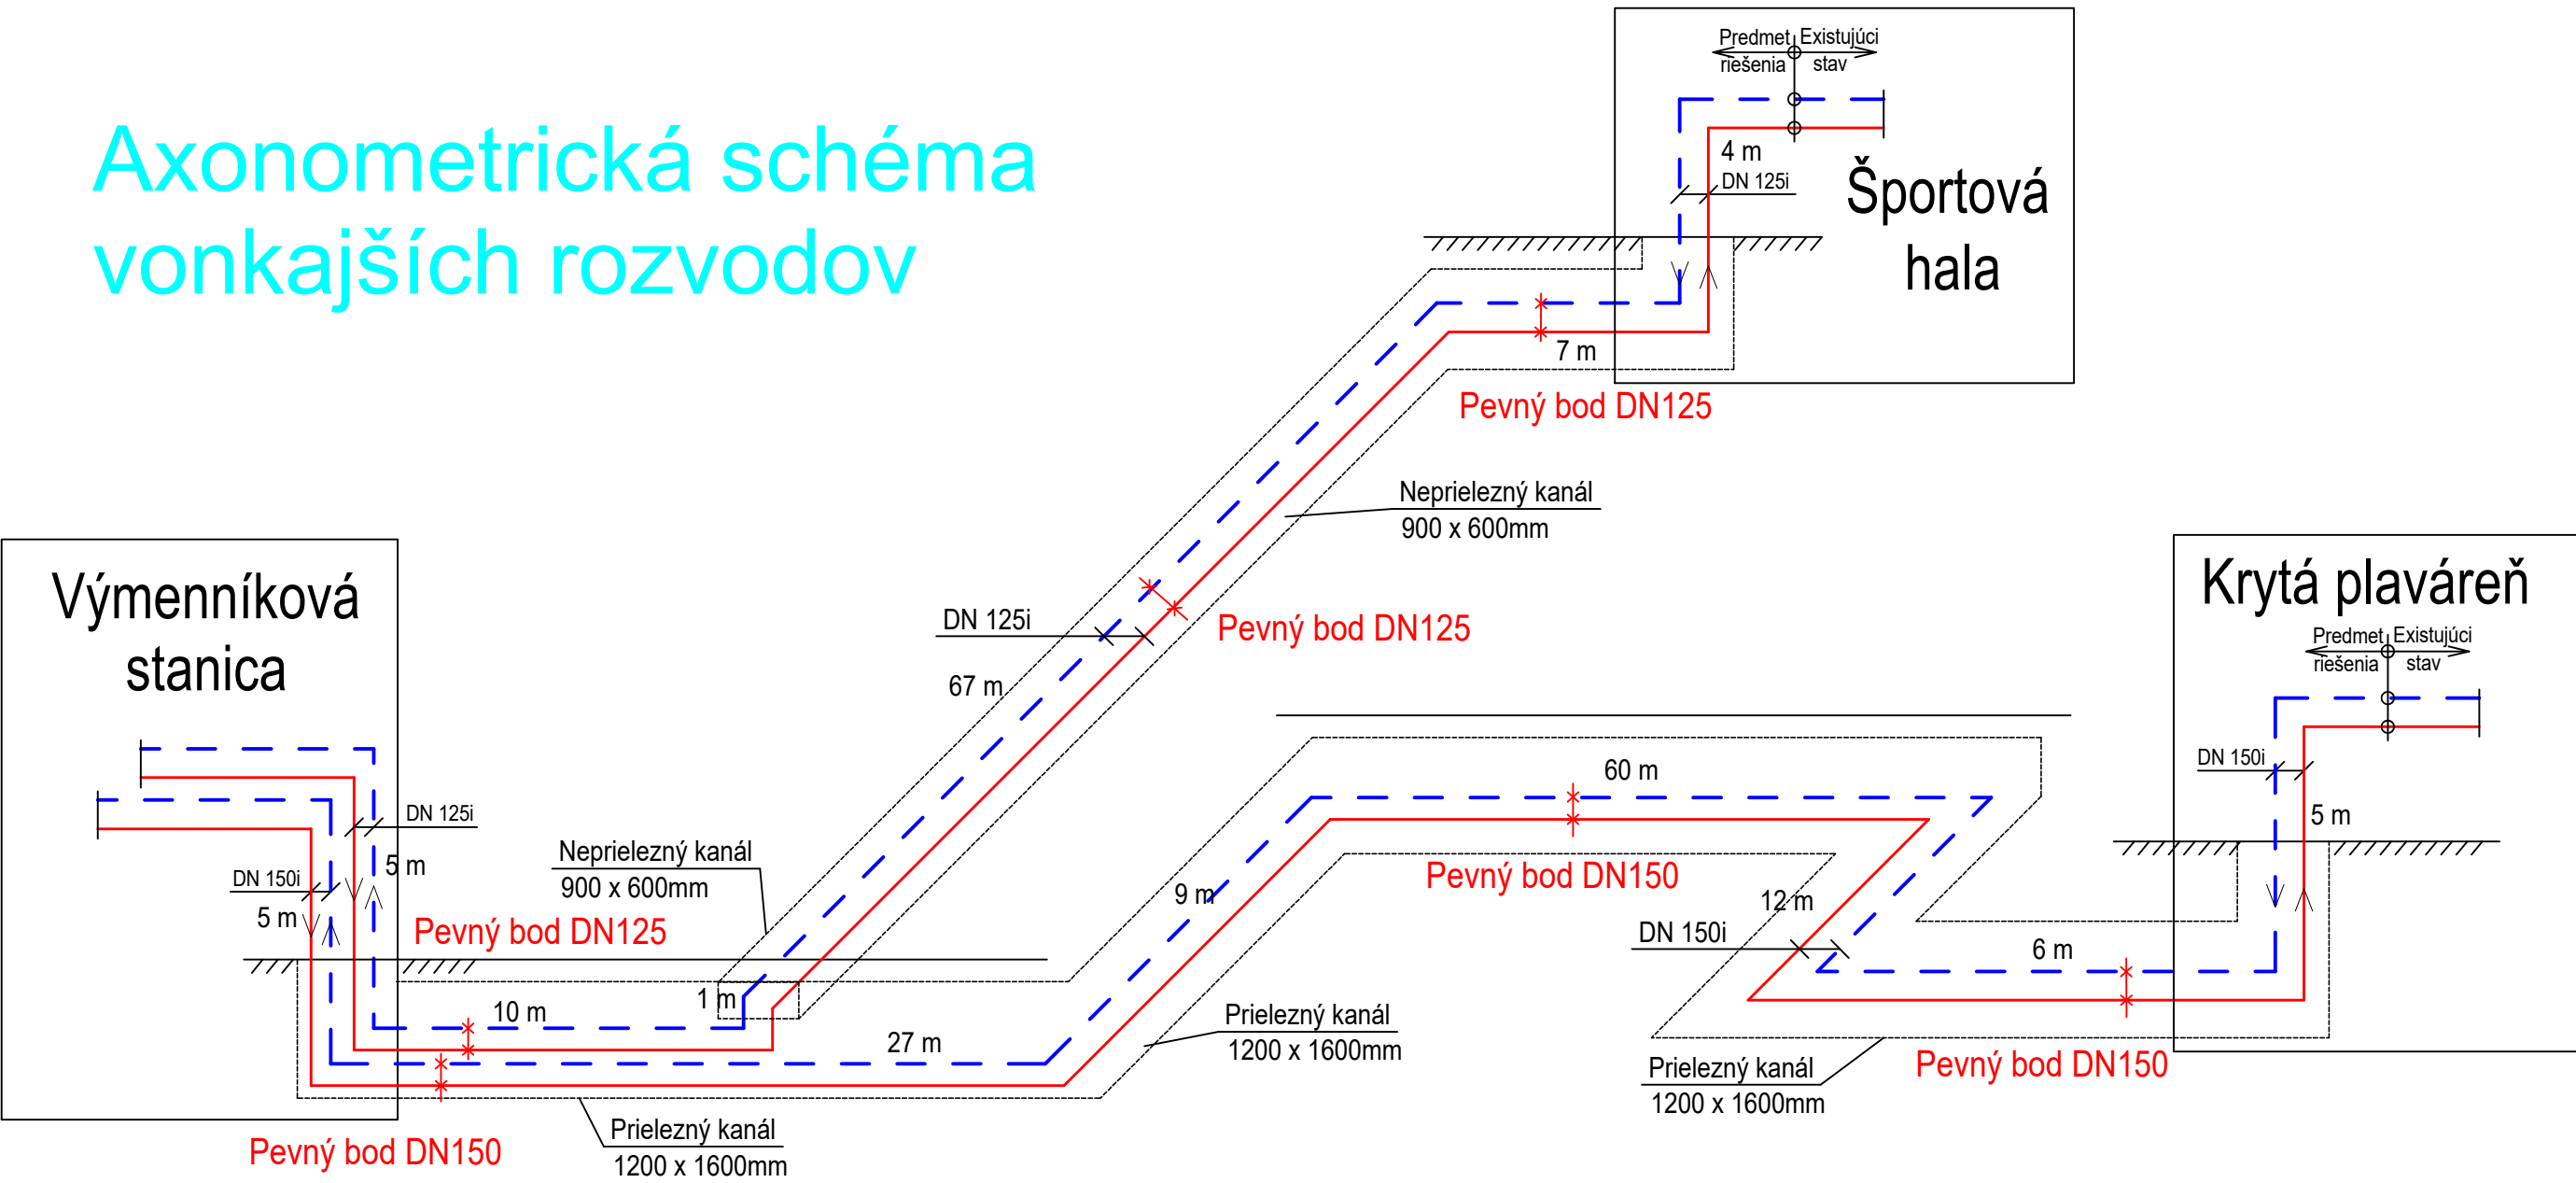 Axonometrická schéma
vonkajších rozvodov
Predmet Existujúci
riešenia stav
4 m
DN 125i
Športová
hala
7 m
Pevný bod DN125
Neprielezný kanál
900 x 600mm
Výmenníková
stanica
DN 125i
Pevný bod DN125
67 m
Krytá plaváreň
Predmet Existujúci
riešenia stav
DN 150i
5 m
60 m
Pevný bod DN150
DN 125i
5 m
DN 150i
5 m
Neprielezný kanál
900 x 600mm
Pevný bod DN125
9 m
12 m
DN 150i
6 m
1 m
10 m
27 m
Prielezný kanál
1200 x 1600mm
Prielezný kanál
1200 x 1600mm
Pevný bod DN150
Pevný bod DN150
Prielezný kanál
1200 x 1600mm